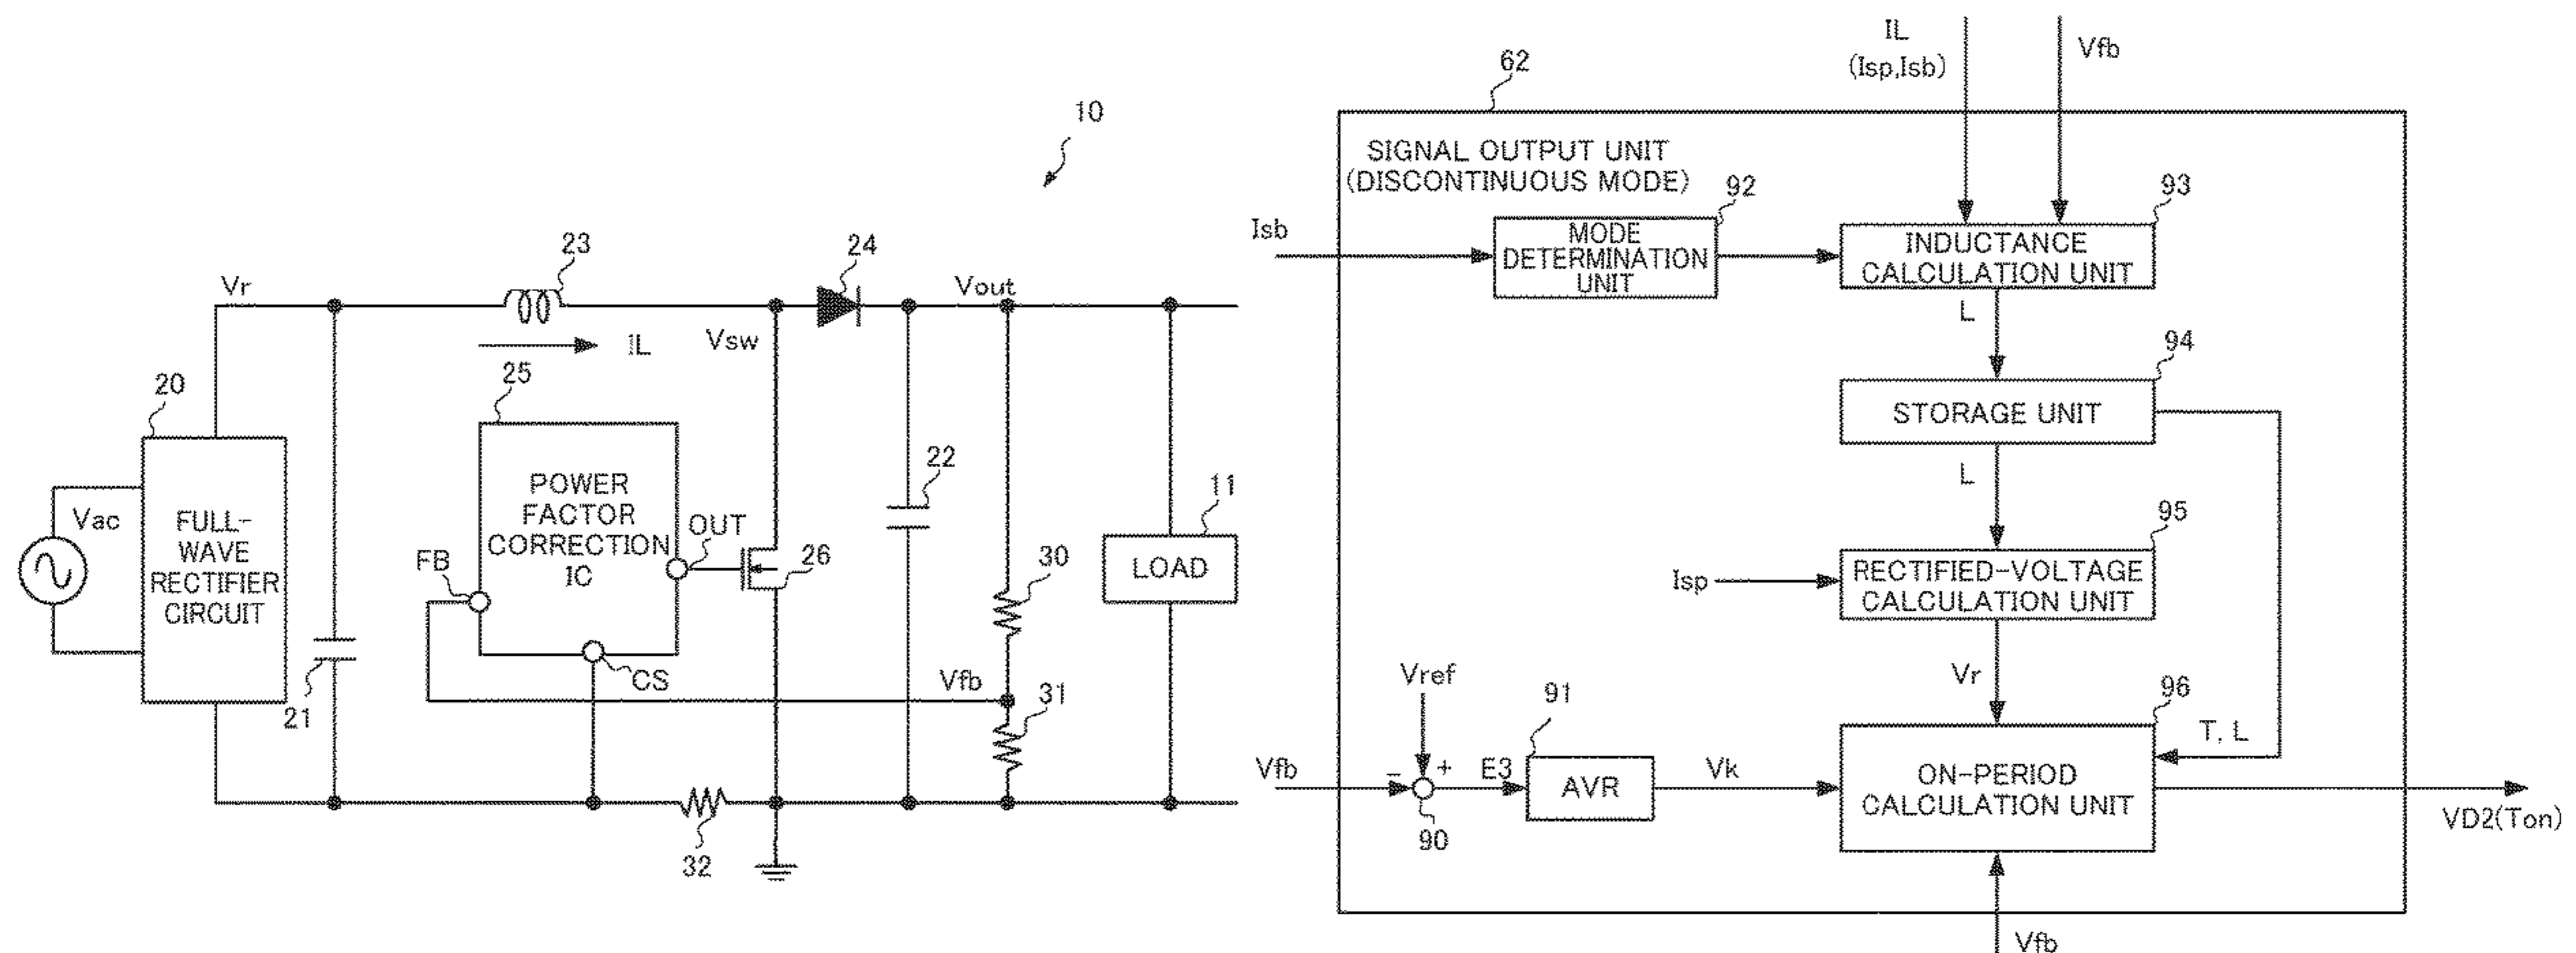 10
Vr
23
24
Vout
IL
Vsw
20
25
22
11
Vac
FULL-
WAVE
RECTIFIER
CIRCUIT
POWER
FACTOR
CORRECTION
IC
OUT
FB
26
30
LOAD
21
CS
Vfb
31
32
IL
(Isp,Isb)
Vfb
62
SIGNAL OUTPUT UNIT
(DISCONTINUOUS MODE)
92
93
Isb
MODE
DETERMINATION
UNIT
INDUCTANCE
CALCULATION UNIT
L
94
STORAGE UNIT
L
95
Isp
RECTIFIED-VOLTAGE
CALCULATION UNIT
Vref
91
Vr
96
T, L
Vfb
-
+
E3
AVR
Vk
ON-PERIOD
CALCULATION UNIT
90
VD2(Ton)
Vfb